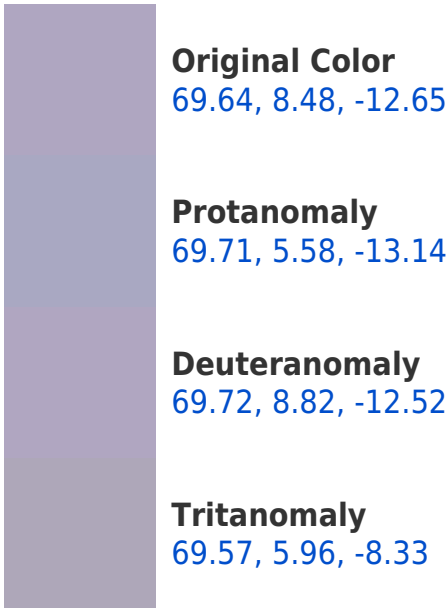 Original Color
69.64, 8.48, -12.65
Protanomaly
69.71, 5.58, -13.14
Deuteranomaly
69.72, 8.82, -12.52
Tritanomaly
69.57, 5.96, -8.33